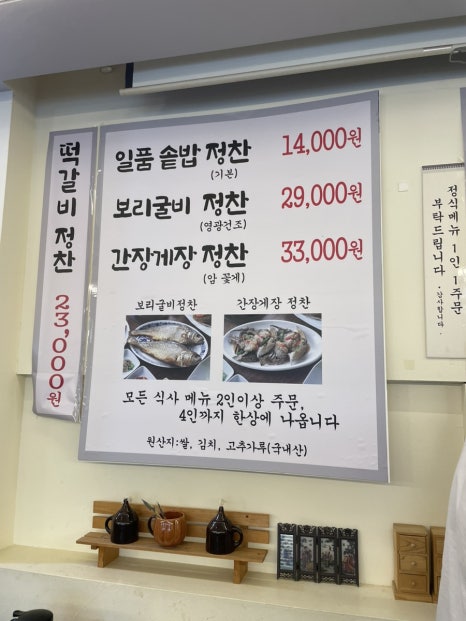 떡갈비 정찬 23,000원
일품 솥밥 정찬 14,000원
(기본)
보리굴비 정찬 29,000원
(영광건조)
간장게장 정찬 33,000원
(암 꽃게)
보리굴비정찬 간장게장 정찬
모든 식사 메뉴 2인이상 주문,
4인까지 한상에 나옵니다
원산지:쌀, 김치, 고추가루(국내산)
정식메뉴 1인 1주문
부탁드립니다
*감사합니다*